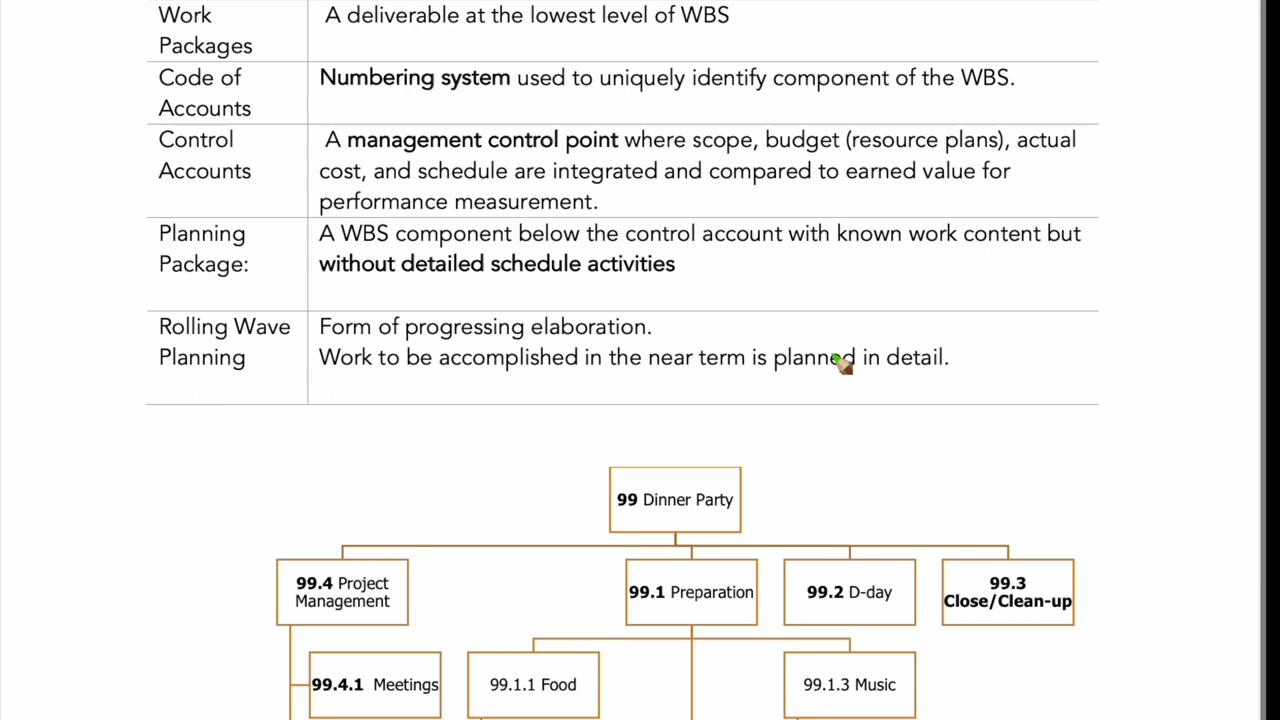 Work
Packages
A deliverable at the lowest level of WBS
Code of
Accounts
Numbering system used to uniquely identify component of the WBS.
Control
Accounts
A management control point where scope, budget (resource plans), actual
cost, and schedule are integrated and compared to earned value for
performance measurement.
Planning
Package:
A WBS component below the control account with known work content but
without detailed schedule activities
Rolling Wave
Planning
Form of progressing elaboration.
Work to be accomplished in the near term is planned in detail.
99 Dinner Party
99.4 Project
Management
99.1 Preparation
99.2 D-day
99.3
Close/Clean-up
99.4.1 Meetings
99.1.1 Food
99.1.3 Music